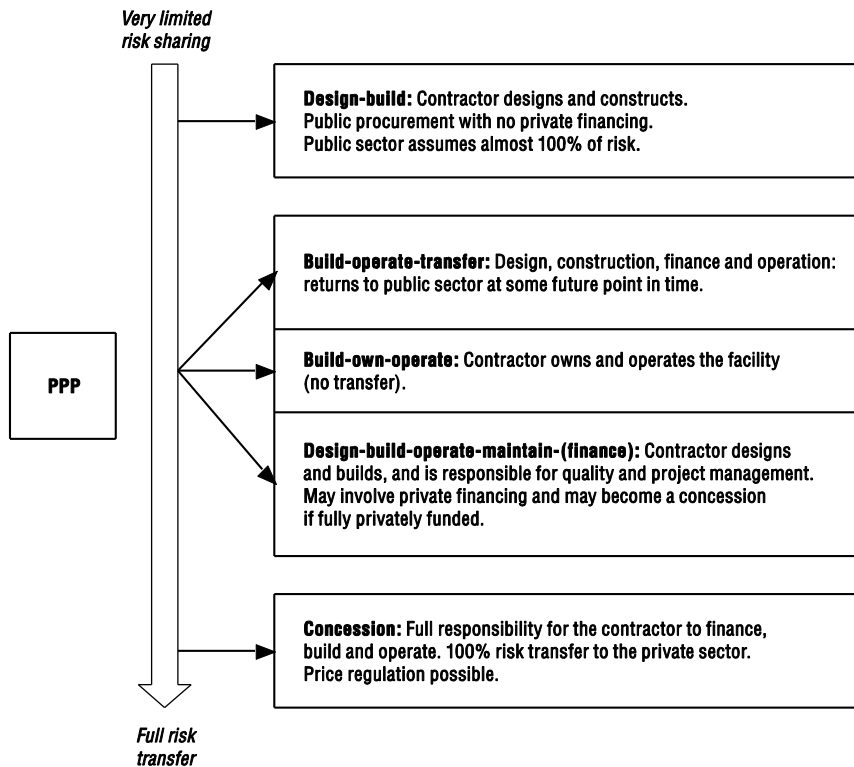 Very limited
risk sharing
Design-build: Contractor designs and constructs.
Public procurement with no private financing.
Public sector assumes almost 100% of risk.
Build-operate-transfer: Design, construction, finance and operation:
returns to public sector at some future point in time.
PPP
Build-own-operate: Contractor owns and operates the facility
(no transfer).
Design-build-operate-maintain-(finance): Contractor designs
and builds, and is responsible for quality and project management.
May involve private financing and may become a concession
if fully privately funded.
Concession: Full responsibility for the contractor to finance,
build and operate. 100% risk transfer to the private sector.
Price regulation possible.
Full risk
transfer